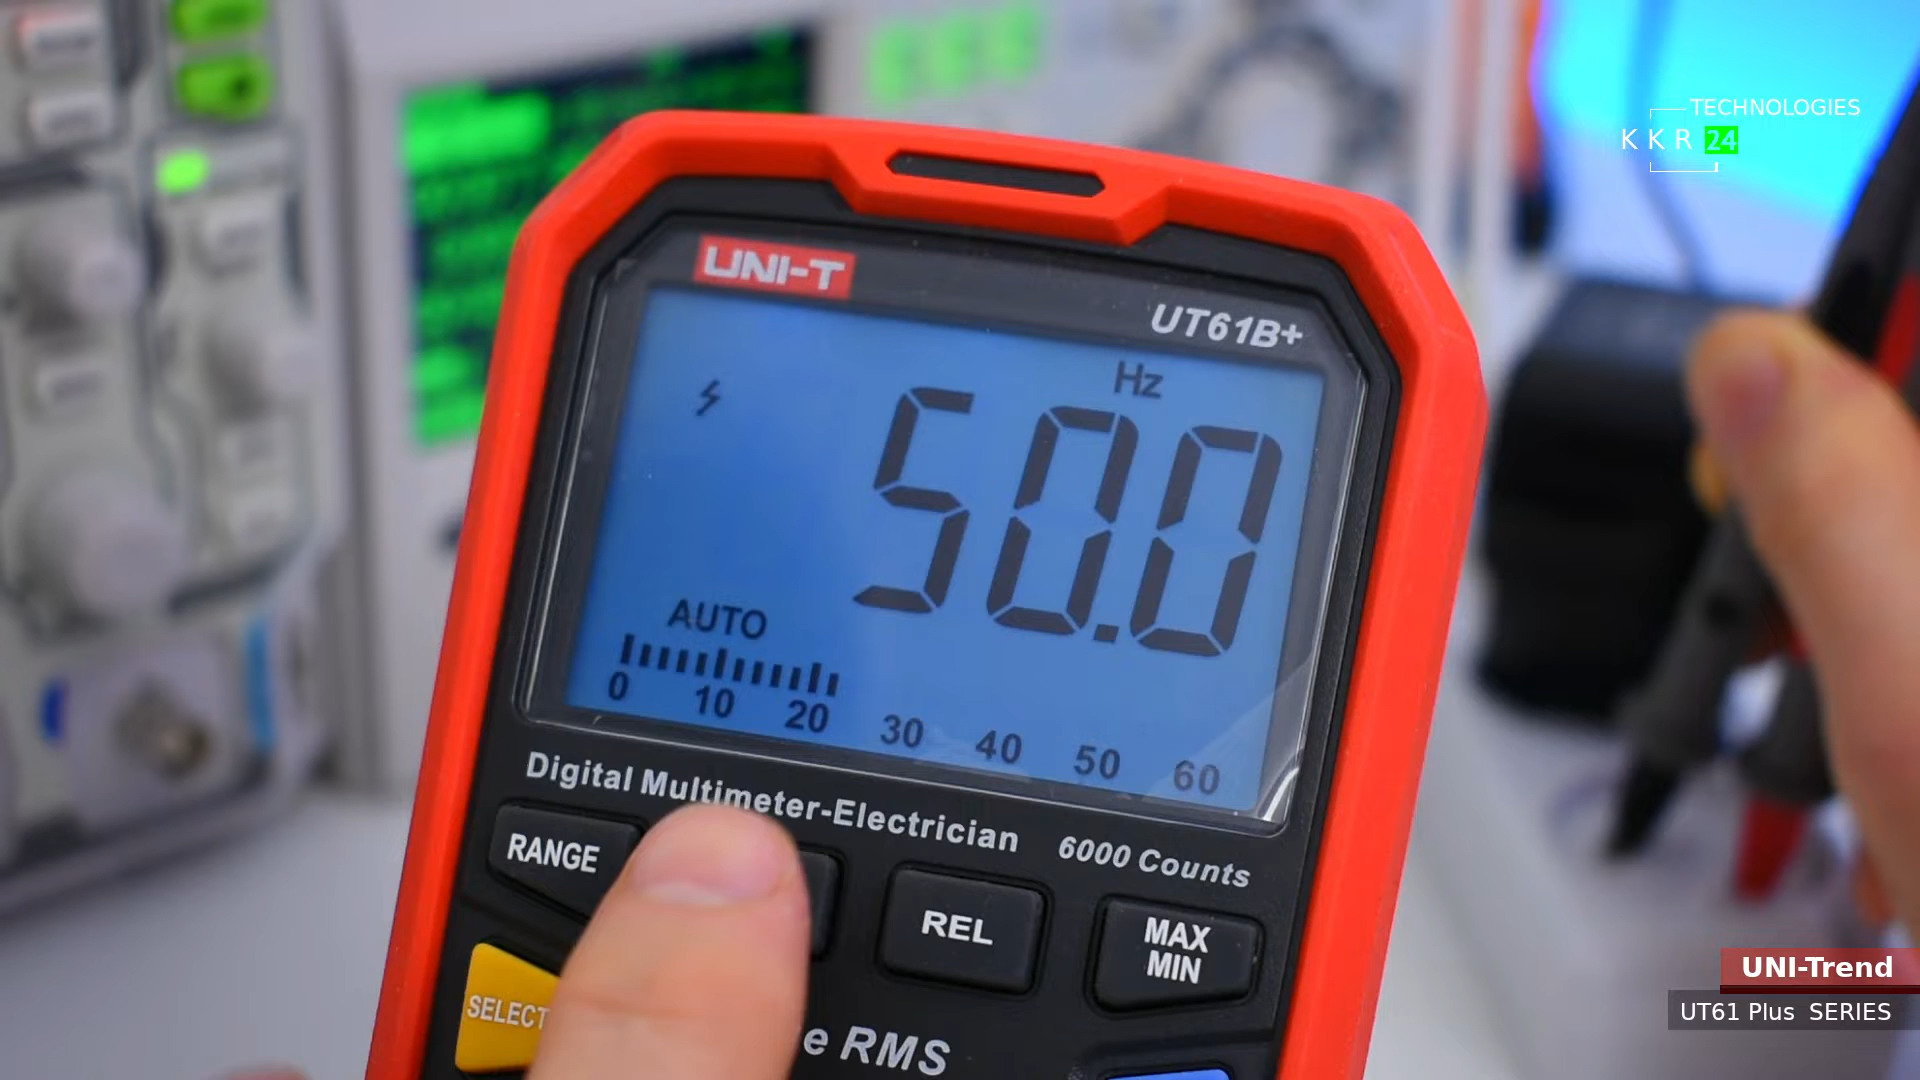 TECHNOLOGIES
K K R 24
UNI-T
UT61B+
Hz
50.0
AUTO
0 10 20 30 40 50 60
Digital Multimeter-Electrician 6000 Counts
RANGE
REL
MAX
MIN
SELECT
RMS
UNI-Trend
UT61 Plus SERIES